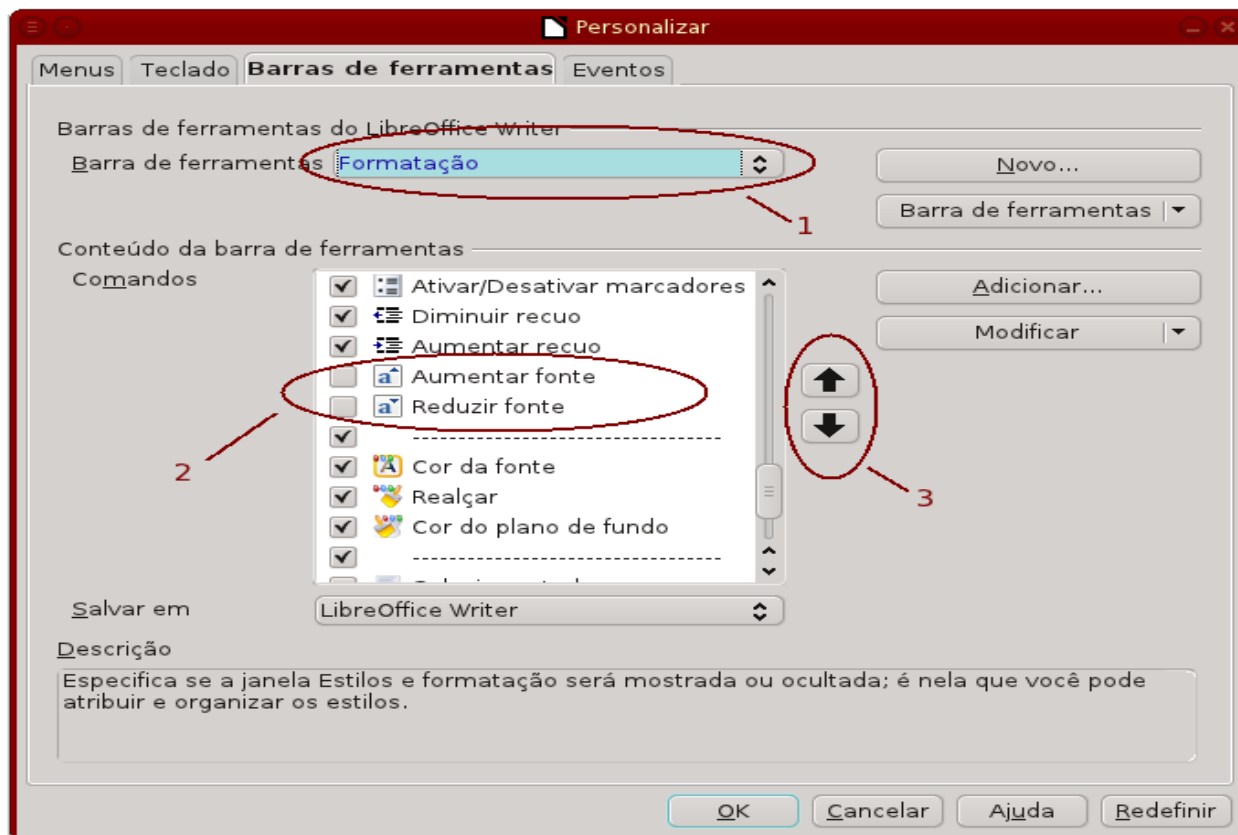 Personalizar
Menus Teclado Barras de ferramentas Eventos
Barras de ferramentas do LibreOffice Writer
Barra de ferramentas Formatação Novo...
1
Barra de ferramentas
Conteúdo da barra de ferramentas
Comandos
Ativar/Desativar marcadores
Adicionar...
Diminuir recuo
Modificar
Aumentar recuo
Aumentar fonte
Reduzir fonte
---------------------------------
2
Cor da fonte
3
Realçar
Cor do plano de fundo
---------------------------------
Salvar em LibreOffice Writer
Descrição
Especifica se a janela Estilos e formatação será mostrada ou ocultada; é nela que você pode
atribuir e organizar os estilos.
OK Cancelar Ajuda Redefinir